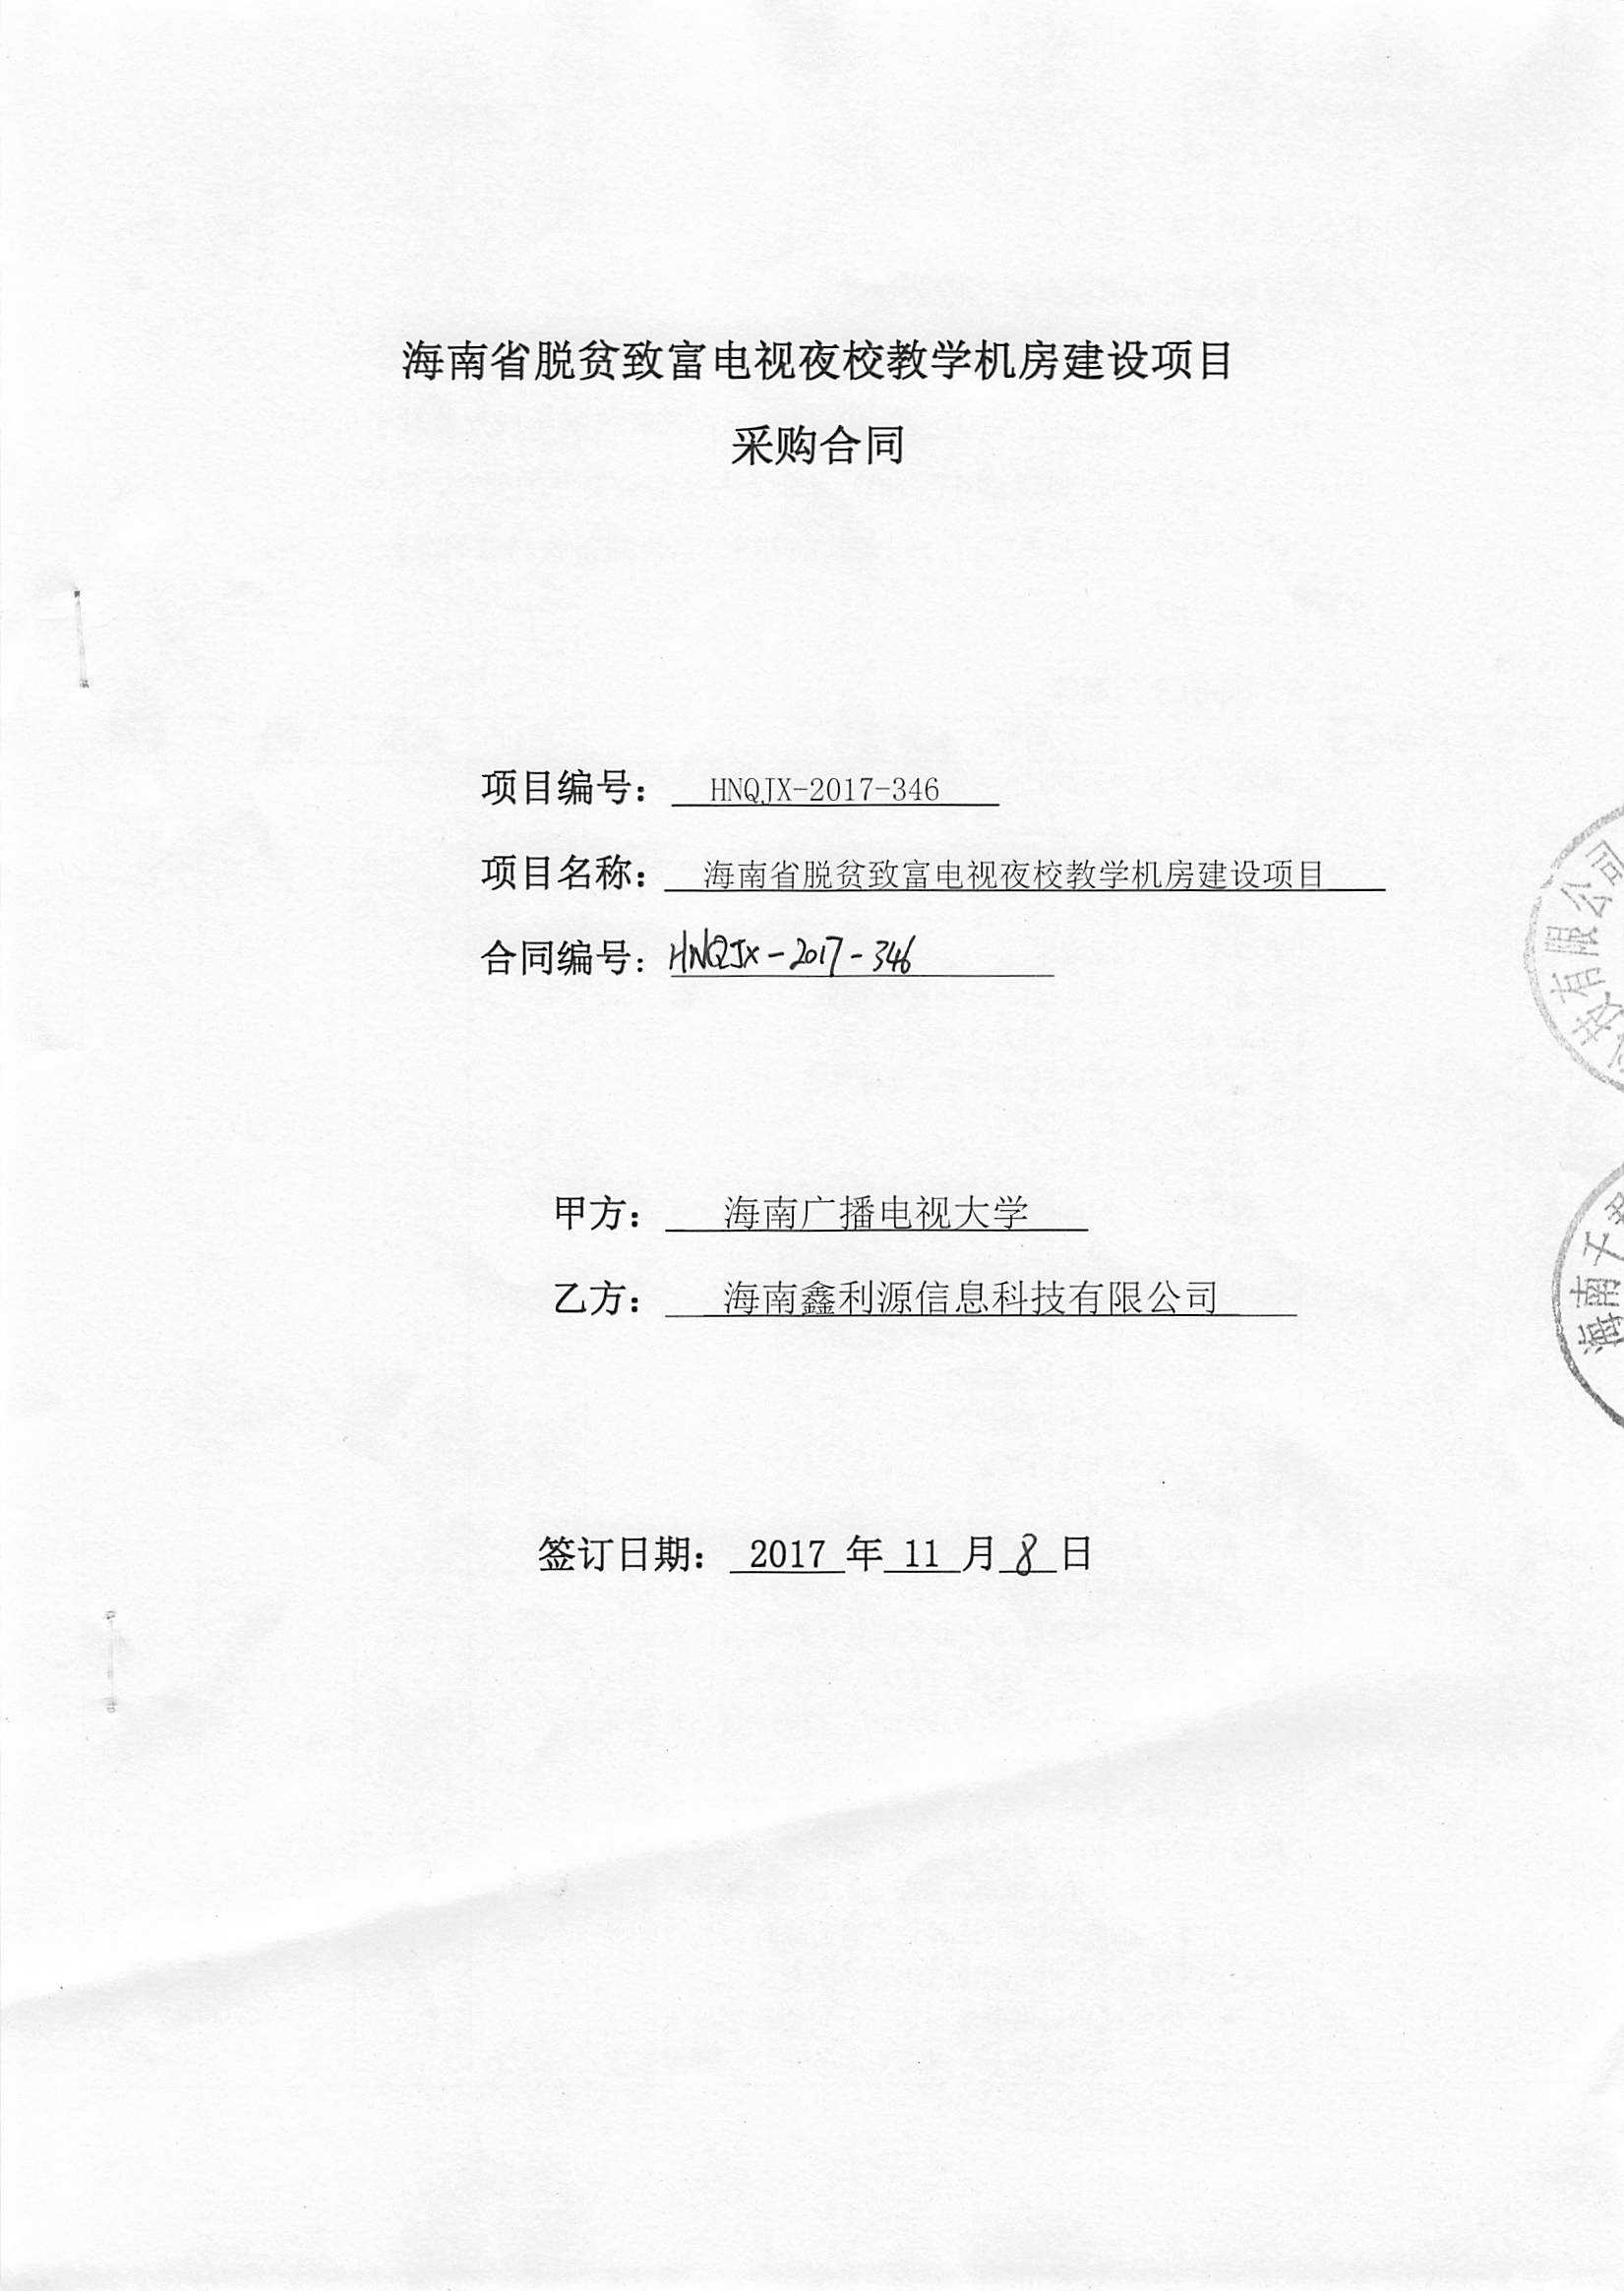 海南省脱贫致富电视夜校教学机房建设项目
采购合同
项目编号： HNQJX-2017-346
项目名称： 海南省脱贫致富电视夜校教学机房建设项目
合同编号：HNQJX-2017-346
甲方： 海南广播电视大学
乙方： 海南鑫利源信息科技有限公司
签订日期： 2017 年 11 月 8 日
技有限公司
海南千